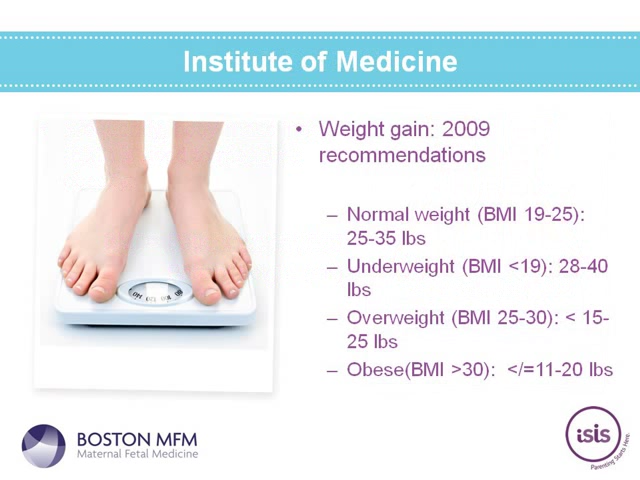 Institute of Medicine
• Weight gain: 2009
recommendations
– Normal weight (BMI 19-25):
25-35 lbs
– Underweight (BMI <19): 28-40
lbs
– Overweight (BMI 25-30): < 15-
25 lbs
– Obese(BMI >30):  </=11-20 lbs
BOSTON MFM
Maternal Fetal Medicine
isis
Parenting Starts Here.